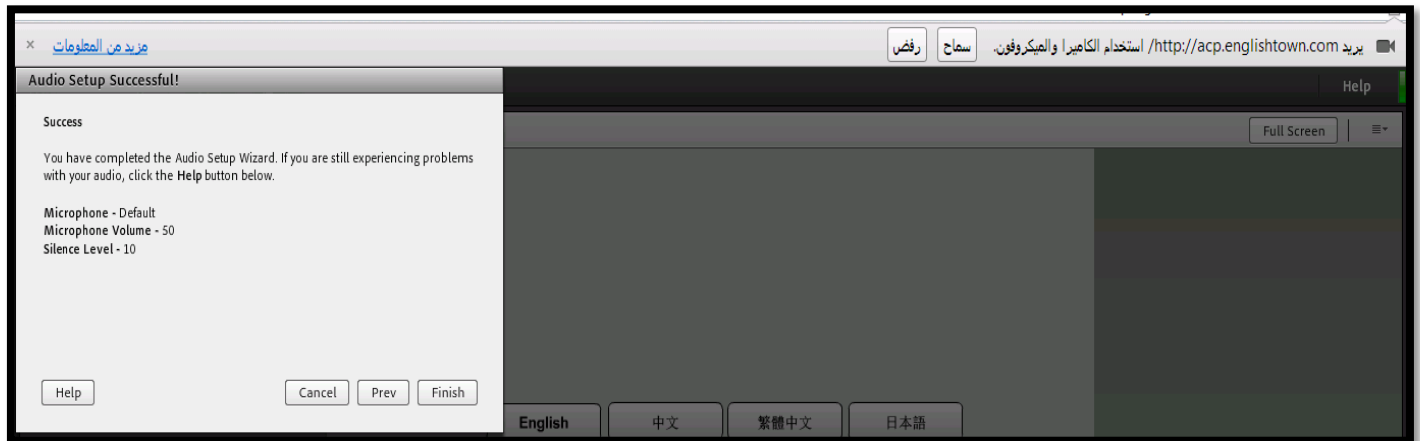 يريد http://acp.englishtown.com/ استخدام الكاميرا والميكروفون. سماح رفض مزيد من المعلومات ×
Audio Setup Successful!
Help
Full Screen
Success
You have completed the Audio Setup Wizard. If you are still experiencing problems
with your audio, click the Help button below.
Microphone - Default
Microphone Volume - 50
Silence Level - 10
Help Cancel Prev Finish
English 中文 繁體中文 日本語